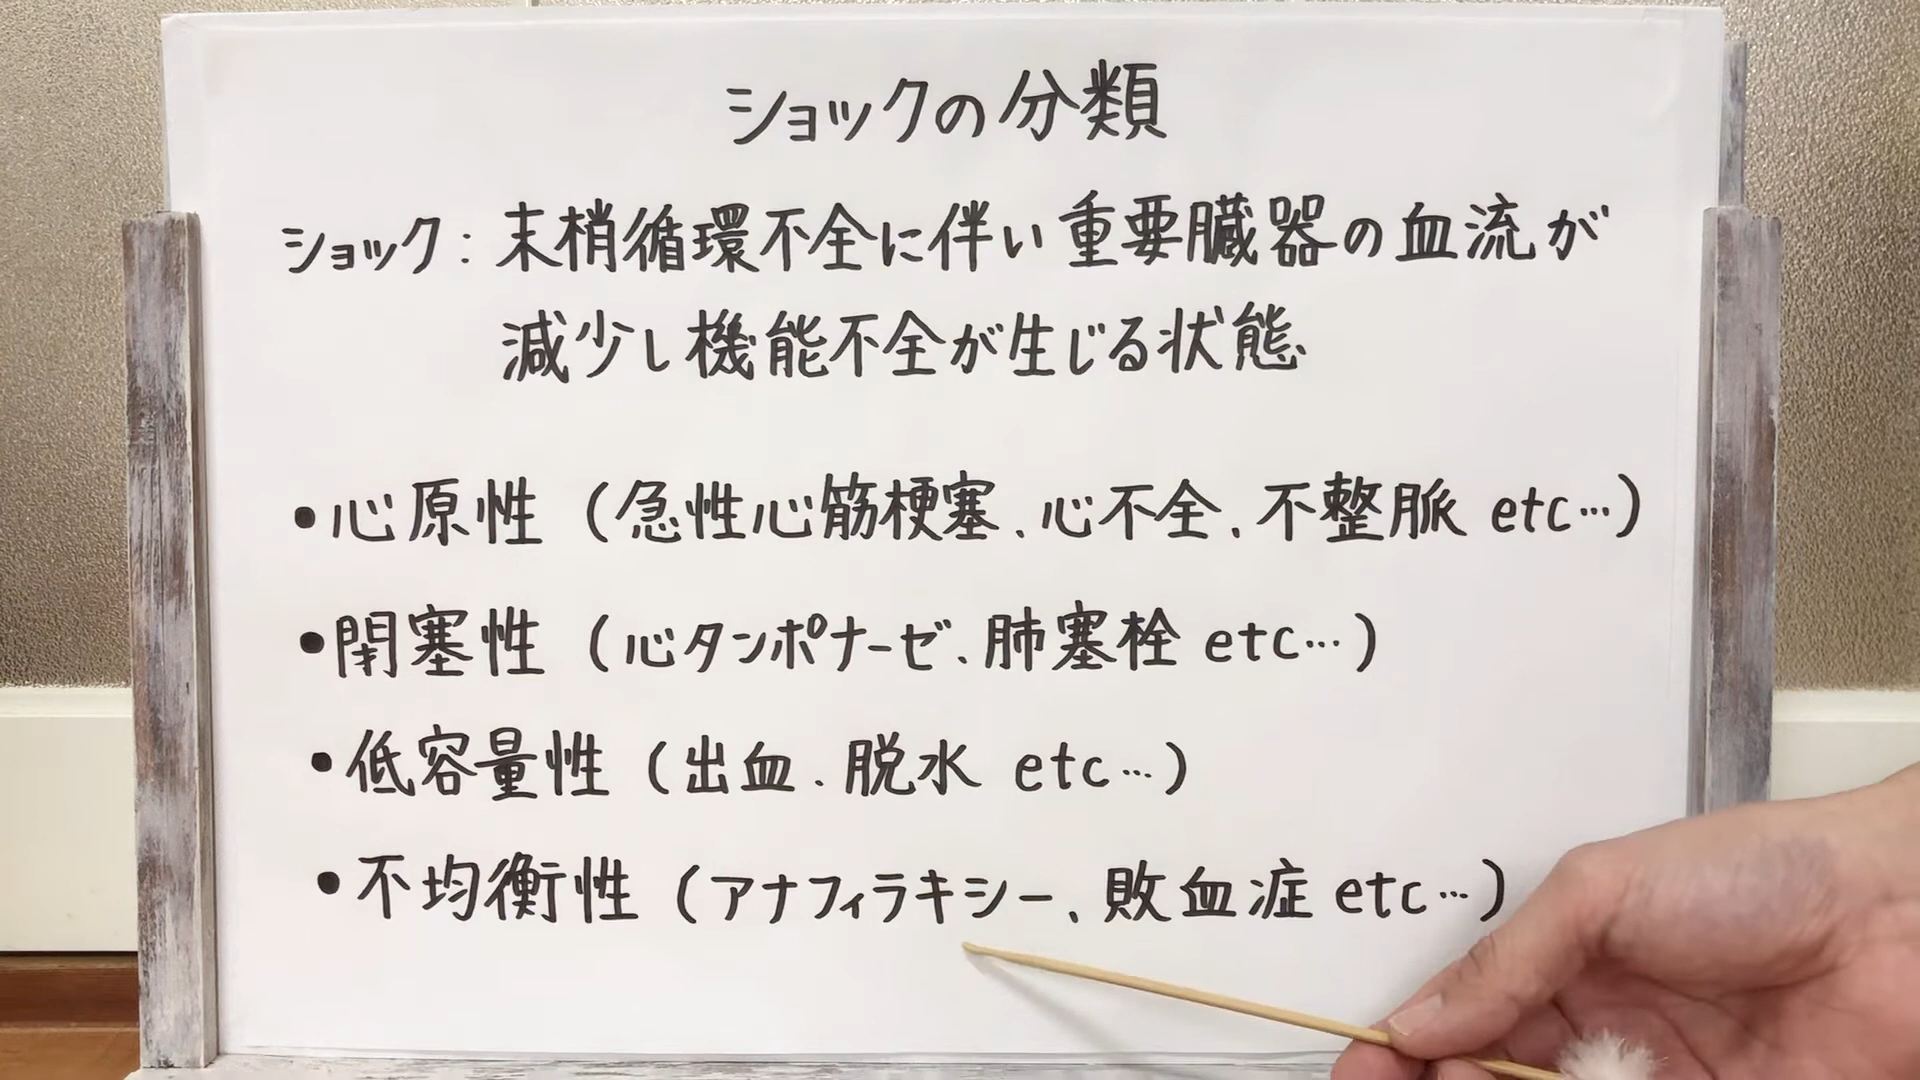 ショックの分類
ショック：末梢循環不全に伴い重要臓器の血流が
減少し機能不全が生じる状態
・心原性（急性心筋梗塞、心不全、不整脈 etc…）
・閉塞性（心タンポナーゼ、肺塞栓 etc…）
・低容量性（出血、脱水 etc…）
・不均衡性（アナフィラキシー、敗血症 etc…）